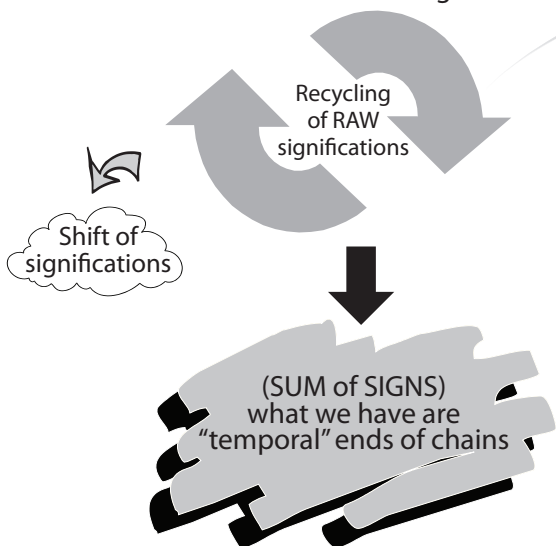 Recycling
of RAW
significations
Shift of
significations
(SUM of SIGNS)
what we have are
“temporal” ends of chains